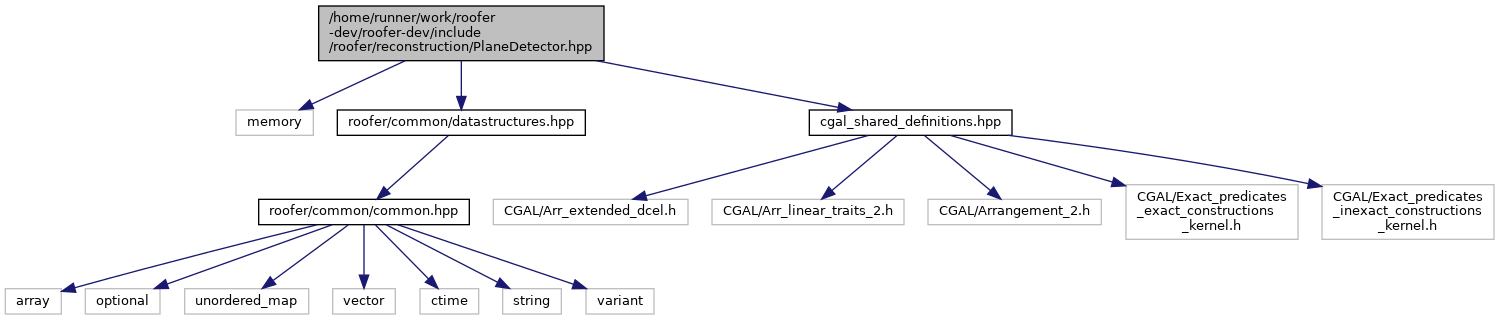 /home/runner/work/roofer
-dev/roofer-dev/include
/roofer/reconstruction/PlaneDetector.hpp
memory
roofer/common/datastructures.hpp
cgal_shared_definitions.hpp
roofer/common/common.hpp
CGAL/Arr_extended_dcel.h
CGAL/Arr_linear_traits_2.h
CGAL/Arrangement_2.h
CGAL/Exact_predicates
_exact_constructions
_kernel.h
CGAL/Exact_predicates
_inexact_constructions
_kernel.h
array
optional
unordered_map
vector
ctime
string
variant